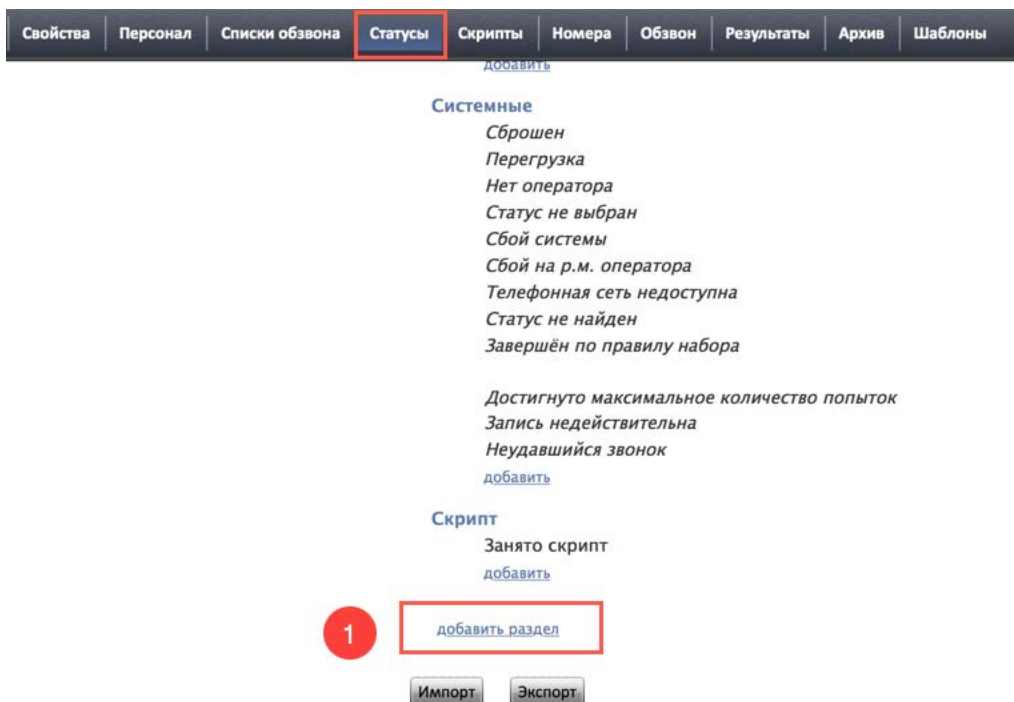 Свойства Персонал Списки обзвона Статусы Скрипты Номера Обзвон Результаты Архив Шаблоны
добавить
Системные
Сброшен
Перегрузка
Нет оператора
Статус не выбран
Сбой системы
Сбой на р.м. оператора
Телефонная сеть недоступна
Статус не найден
Завершён по правилу набора
Достигнуто максимальное количество попыток
Запись недействительна
Неудавшийся звонок
добавить
Скрипт
Занято скрипт
добавить
1 добавить раздел
Импорт Экспорт